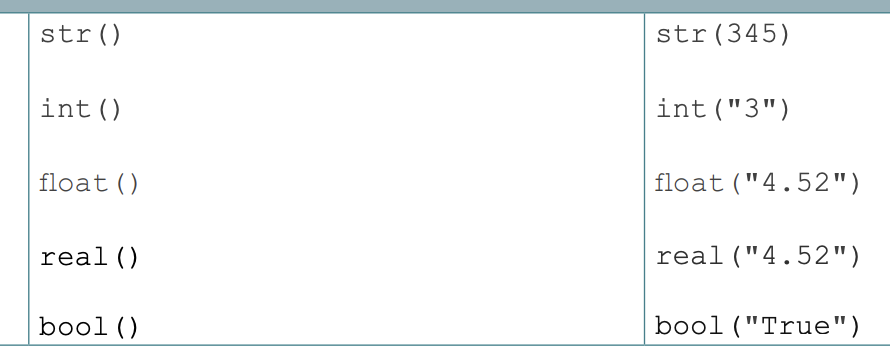 str() str(345)
int() int("3")
float() float("4.52")
real() real("4.52")
bool() bool("True")